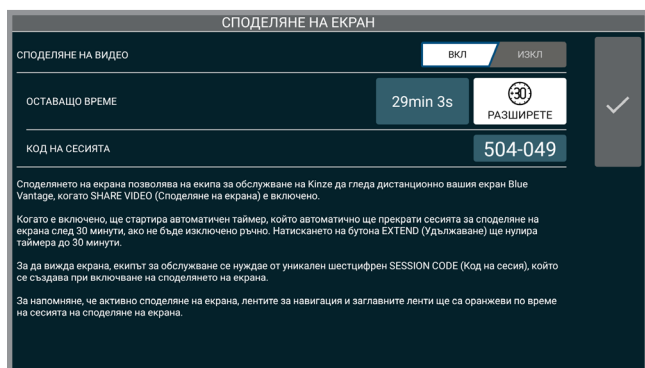 СПОДЕЛЯНЕ НА ЕКРАН
СПОДЕЛЯНЕ НА ВИДЕО
ВКЛ
ИЗКЛ
ОСТАВАЩО ВРЕМЕ
29min 3s
30
РАЗШИРЕТЕ
КОД НА СЕСИЯТА
504-049
Споделянето на екрана позволява на екипа за обслужване на Kinze да гледа дистанционно вашия екран Blue
Vantage, когато SHARE VIDEO (Споделяне на екрана) е включено.
Когато е включено, ще стартира автоматичен таймер, който автоматично ще прекрати сесията за споделяне на
екрана след 30 минути, ако не бъде изключено ръчно. Натискането на бутона EXTEND (Удължаване) ще нулира
таймера до 30 минути.
За да вижда екрана, екипът за обслужване се нуждае от уникален шестцифрен SESSION CODE (Код на сесия), който
се създава при включване на споделянето на екрана.
За напомняне, че активно споделяне на екрана, лентите за навигация и заглавните ленти ще са оранжеви по време
на сесията на споделяне на екрана.